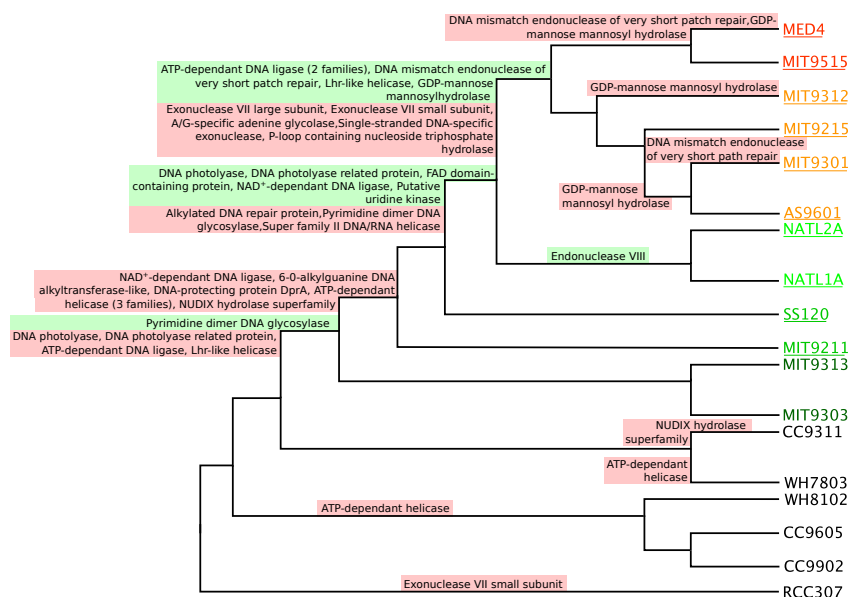 DNA mismatch endonuclease of very short patch repair,GDP-
mannose mannosyl hydrolase
MED4
MIT9515
ATP-dependant DNA ligase (2 families), DNA mismatch endonuclease of
very short patch repair, Lhr-like helicase, GDP-mannose
mannosylhydrolase
GDP-mannose mannosyl hydrolase
MIT9312
Exonuclease VII large subunit, Exonuclease VII small subunit,
A/G-specific adenine glycolase,Single-stranded DNA-specific
exonuclease, P-loop containing nucleoside triphosphate
hydrolase
MIT9215
DNA mismatch endonuclease
of very short path repair
MIT9301
DNA photolyase, DNA photolyase related protein, FAD domain-
containing protein, NAD+-dependant DNA ligase, Putative
uridine kinase
GDP-mannose
mannosyl hydrolase
AS9601
Alkylated DNA repair protein,Pyrimidine dimer DNA
glycosylase,Super family II DNA/RNA helicase
NATL2A
Endonuclease VIII
NATL1A
NAD+-dependant DNA ligase, 6-0-alkylguanine DNA
alkyltransferase-like, DNA-protecting protein DprA, ATP-dependant
helicase (3 families), NUDIX hydrolase superfamily
SS120
Pyrimidine dimer DNA glycosylase
DNA photolyase, DNA photolyase related protein,
ATP-dependant DNA ligase, Lhr-like helicase
MIT9211
MIT9313
MIT9303
NUDIX hydrolase
superfamily
CC9311
ATP-dependant
helicase
WH7803
WH8102
ATP-dependant helicase
CC9605
CC9902
Exonuclease VII small subunit
RCC307